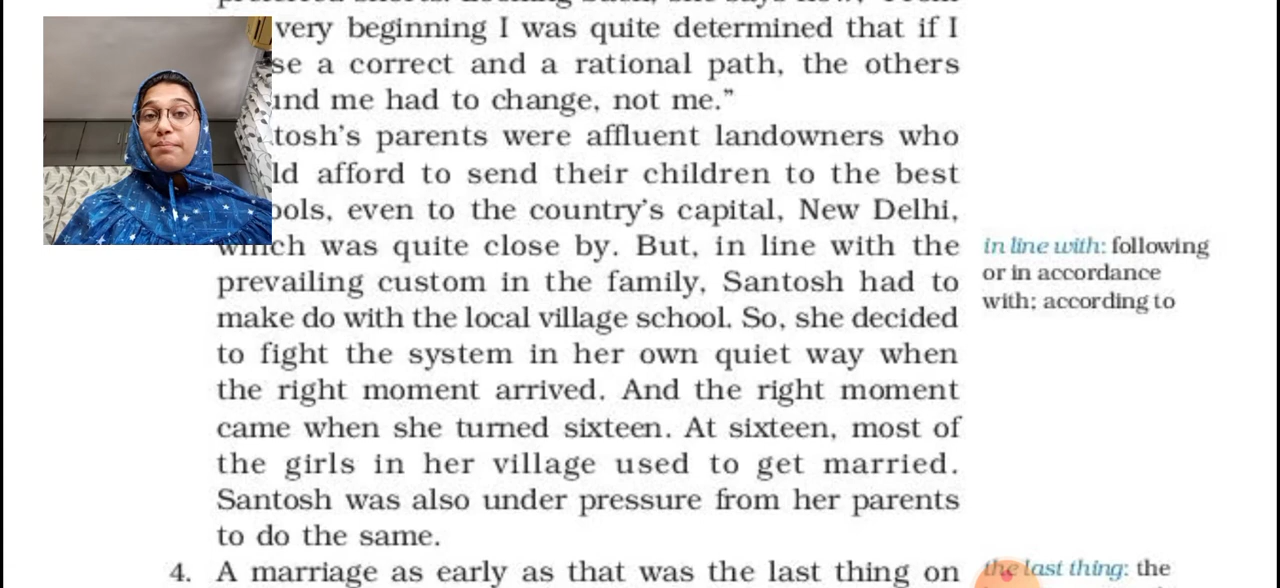 very beginning I was quite determined that if I
a correct and a rational path, the others
me had to change, not me.”
parents were affluent landowners who
afford to send their children to the best
even to the country’s capital, New Delhi,
which was quite close by. But, in line with the
prevailing custom in the family, Santosh had to
make do with the local village school. So, she decided
to fight the system in her own quiet way when
the right moment arrived. And the right moment
came when she turned sixteen. At sixteen, most of
the girls in her village used to get married.
Santosh was also under pressure from her parents
to do the same.
4. A marriage as early as that was the last thing on
in line with: following
or in accordance
with; according to
the last thing: the